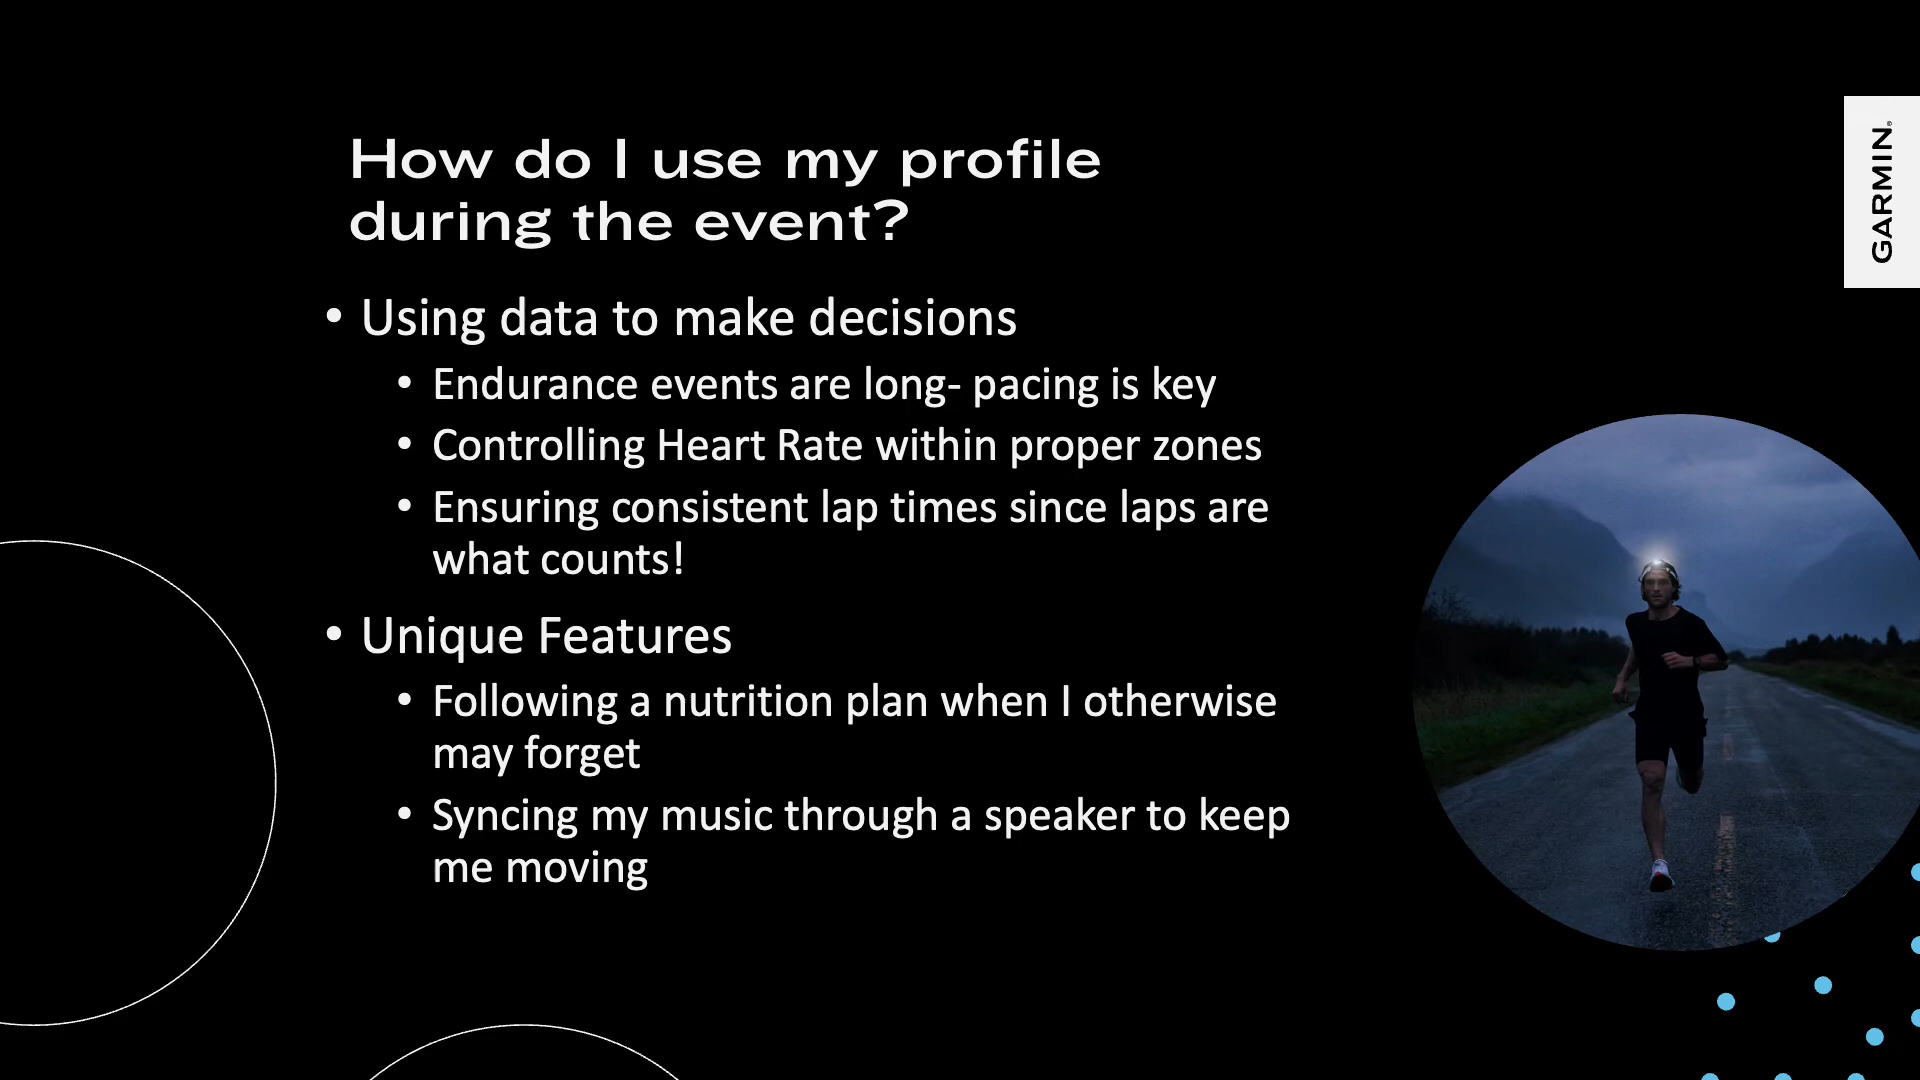 How do I use my profile
during the event?
GARMIN®
• Using data to make decisions
• Endurance events are long- pacing is key
• Controlling Heart Rate within proper zones
• Ensuring consistent lap times since laps are
what counts!
• Unique Features
• Following a nutrition plan when I otherwise
may forget
• Syncing my music through a speaker to keep
me moving